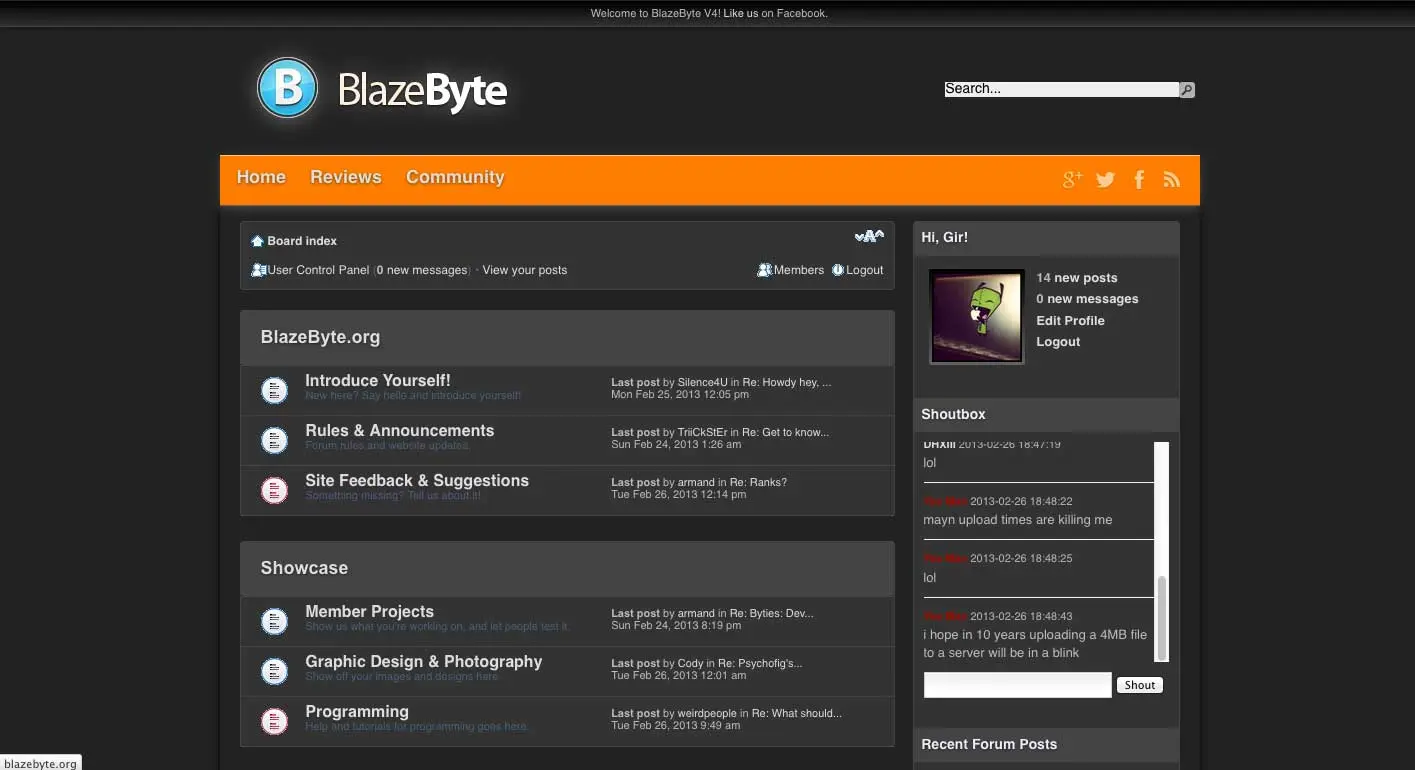 Welcome to BlazeByte V4! Like us on Facebook.
B BlazeByte
Search...
Home Reviews Community
g+
Board index
A
User Control Panel (0 new messages) · View your posts
Members Logout
BlazeByte.org
Introduce Yourself!
New here? Say hello and introduce yourself!
Last post by Silence4U in Re: Howdy hey, ...
Mon Feb 25, 2013 12:05 pm
Rules & Announcements
Forum rules and website updates.
Last post by TriiCkStEr in Re: Get to know...
Sun Feb 24, 2013 1:26 am
Site Feedback & Suggestions
Something missing? Tell us about it!
Last post by armand in Re: Ranks?
Tue Feb 26, 2013 12:14 pm
Showcase
Member Projects
Show us what you're working on, and let people test it.
Last post by armand in Re: Byties: Dev...
Sun Feb 24, 2013 8:19 pm
Graphic Design & Photography
Show off your images and designs here.
Last post by Cody in Re: Psychofig's...
Tue Feb 26, 2013 12:01 am
Programming
Help and tutorials for programming goes here.
Last post by weirdpeople in Re: What should...
Tue Feb 26, 2013 9:49 am
Hi, Gir!
14 new posts
0 new messages
Edit Profile
Logout
Shoutbox
DHXIII 2013-02-26 18:47:19
lol
2013-02-26 18:48:22
mayn upload times are killing me
2013-02-26 18:48:25
lol
2013-02-26 18:48:43
i hope in 10 years uploading a 4MB file
to a server will be in a blink
Shout
Recent Forum Posts
blazebyte.org